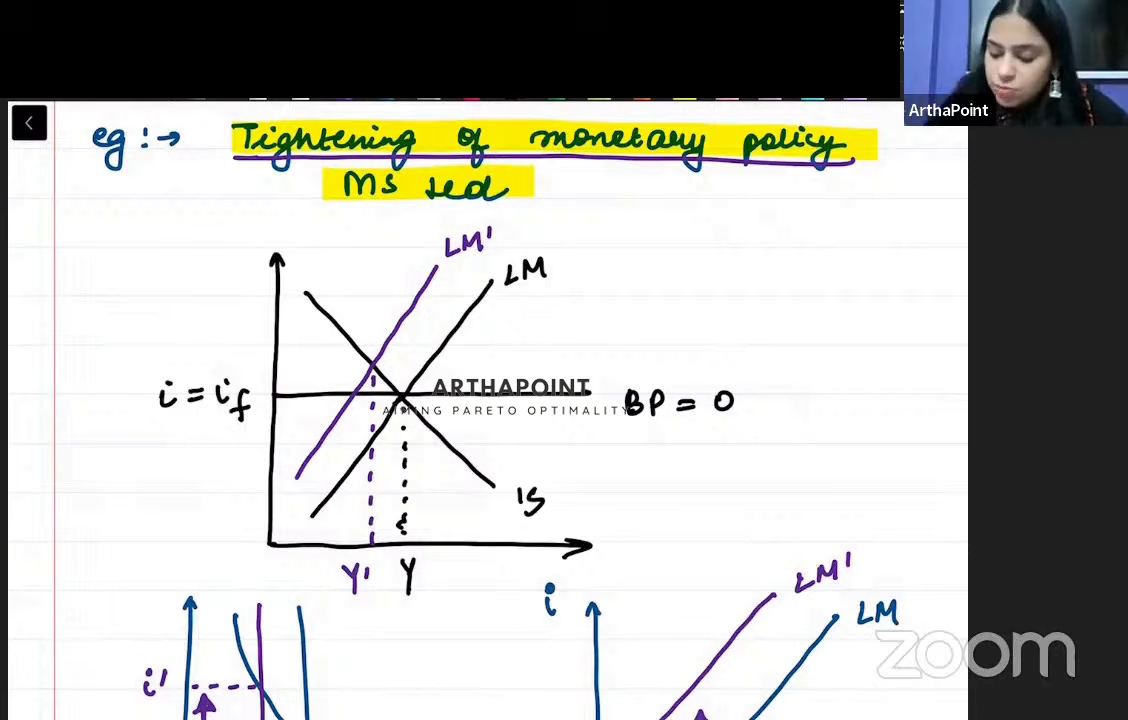 ArthaPoint
eg :→ Tightening of monetary policy
MS red
LM'
LM
ARTHAPOINT
AIMING PARETO OPTIMALITY
i = if
BP = 0
IS
Y' Y
i
LM'
LM
i'
zoom